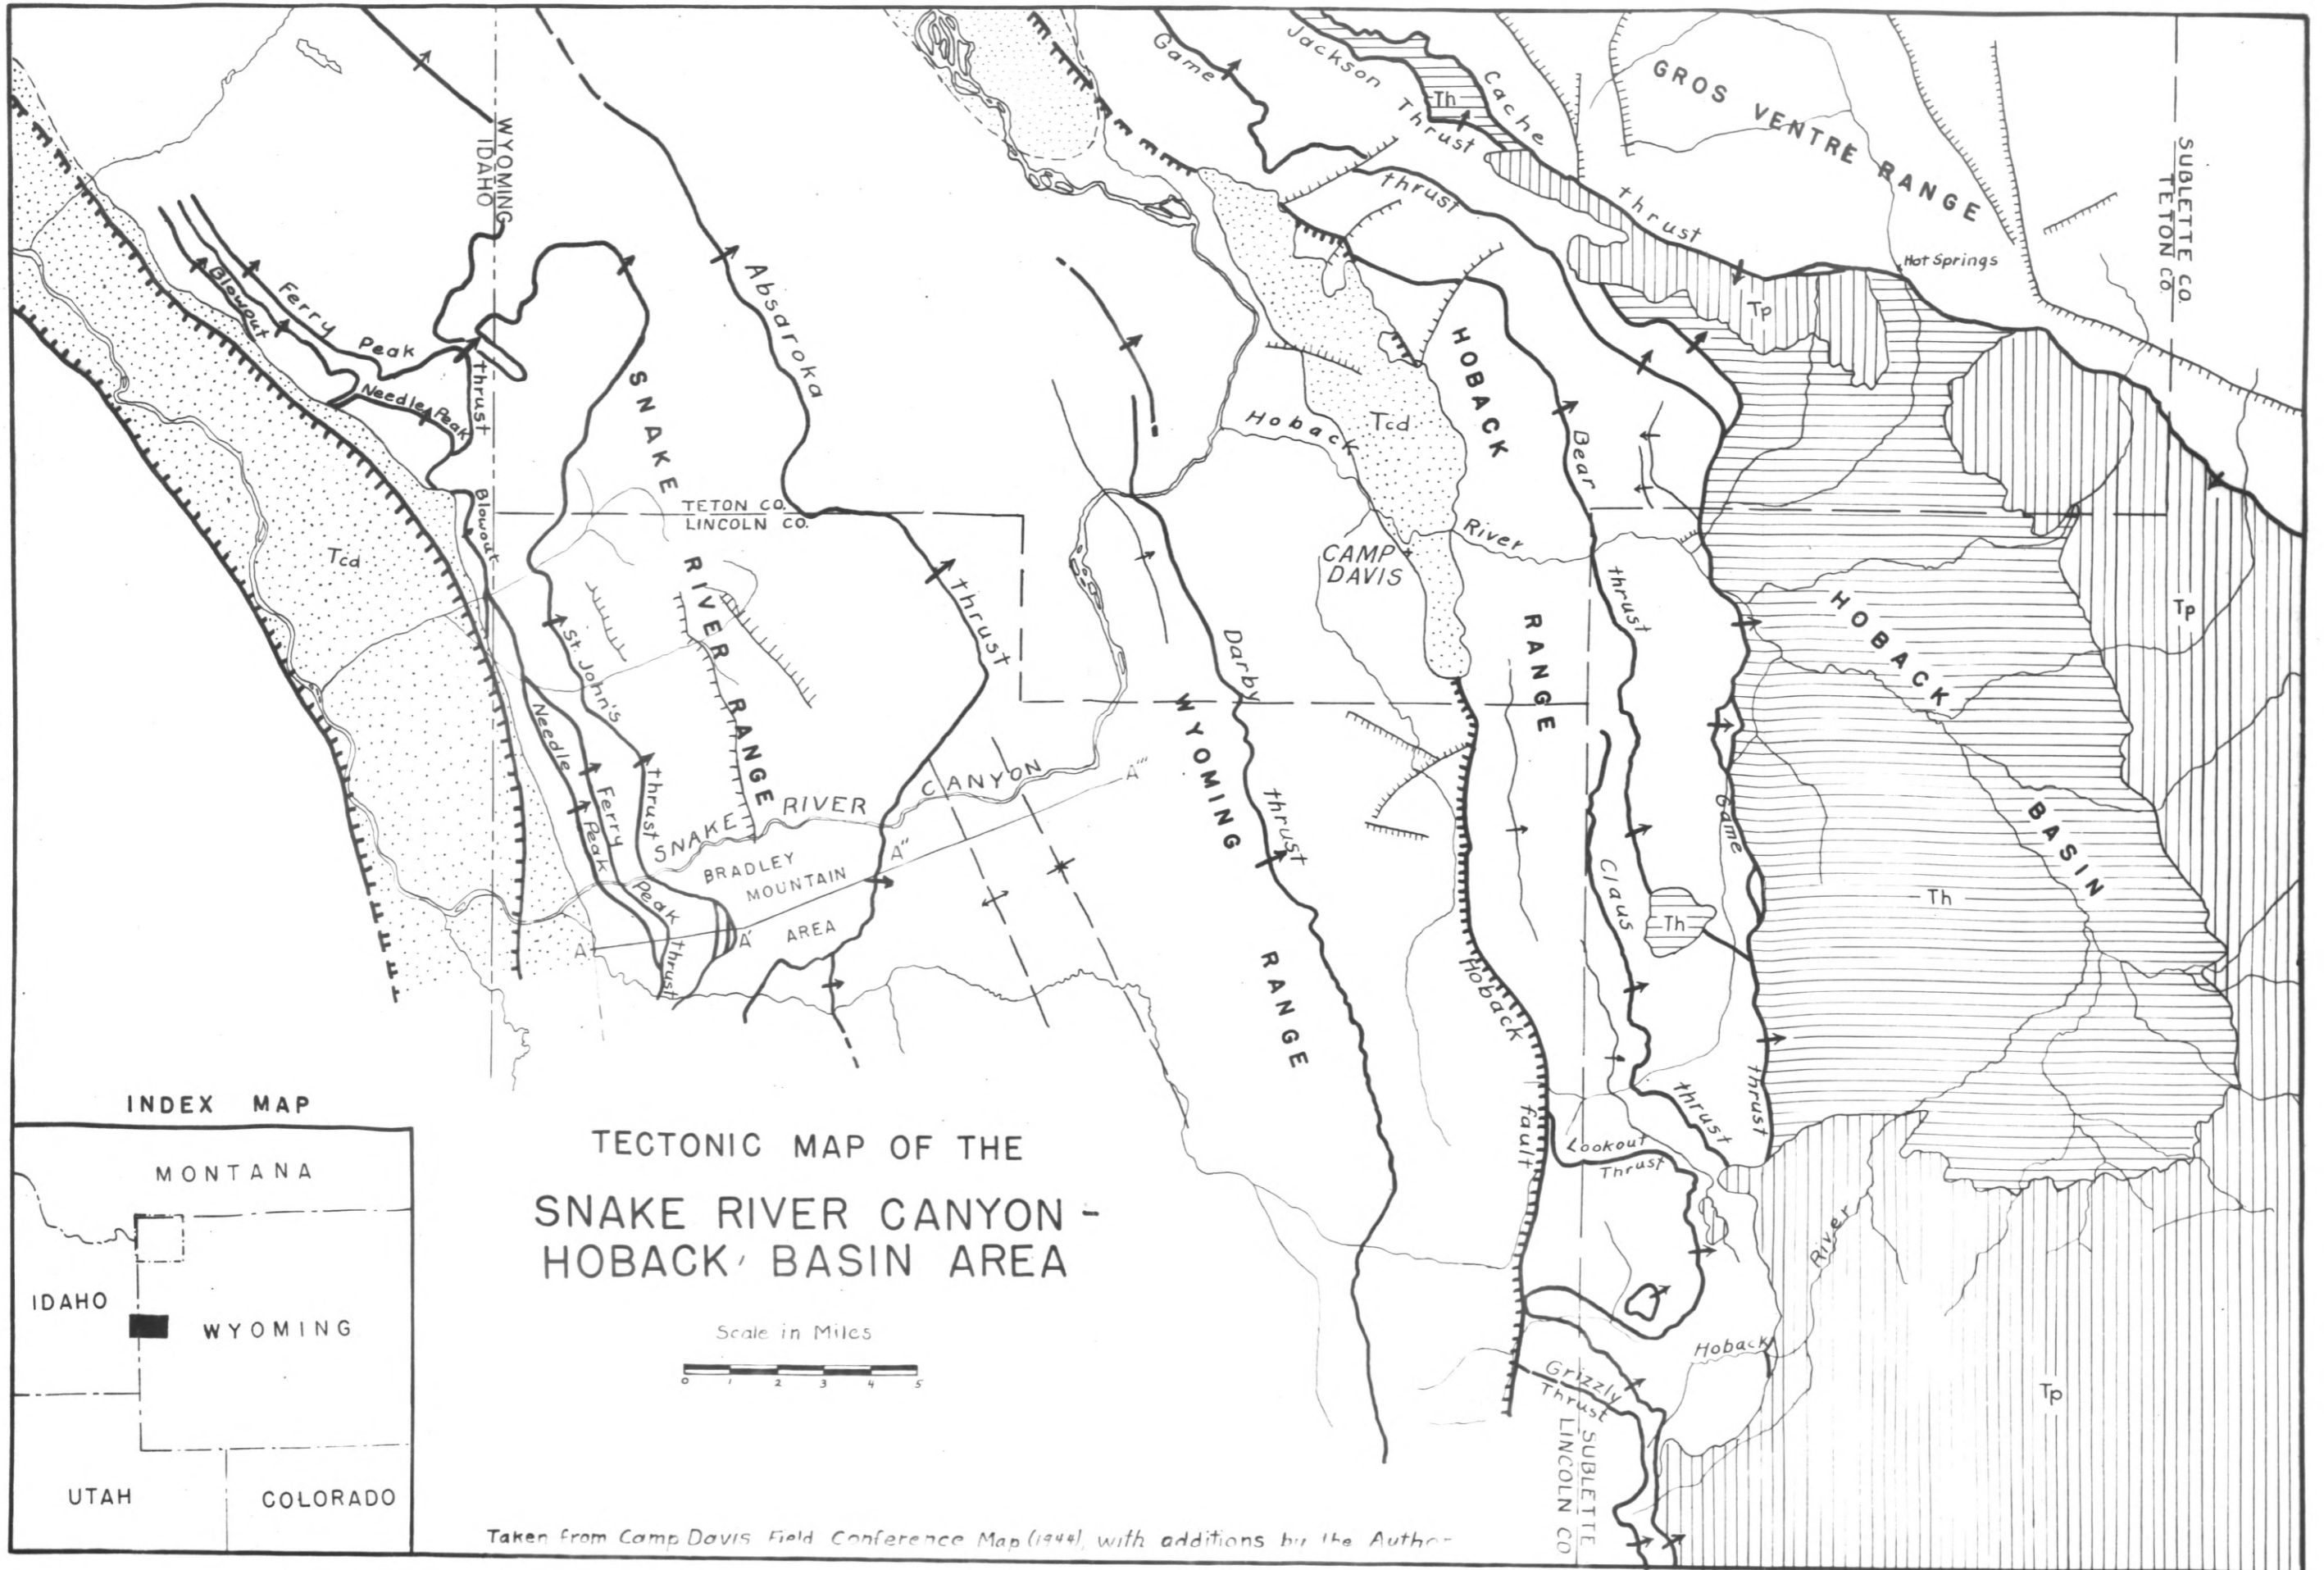 WYOMING
IDAHO
Game
Jackson Thrust
Th
Cache
thrust
GROS VENTRE RANGE
SUBLETTE CO.
TETON CO.
Hot Springs
Tp
thrust
Blowout
Ferry
Peak
thrust
Needle Peak
Blowout
Absaroka
thrust
SNAKE RIVER RANGE
TETON CO.
LINCOLN CO.
Tcd
Hoback
River
Tcd
HOBACK
RANGE
Bear
thrust
CAMP
DAVIS
HOBACK
BASIN
Tp
Darby
thrust
WYOMING
RANGE
St. John's
thrust
Needle
Peak
Ferry
Peak
thrust
SNAKE RIVER CANYON
A'''
A''
BRADLEY
MOUNTAIN
AREA
A
A'
Claus
thrust
Th
Game
thrust
Th
Hoback
fault
Lookout
Thrust
River
Hoback
Grizzly
Thrust
Tp
SUBLETTE
LINCOLN CO
INDEX MAP
MONTANA
IDAHO
WYOMING
UTAH
COLORADO
TECTONIC MAP OF THE
SNAKE RIVER CANYON -
HOBACK BASIN AREA
Scale in Miles
0 1 2 3 4 5
Taken from Camp Davis Field Conference Map (1944), with additions by the Author